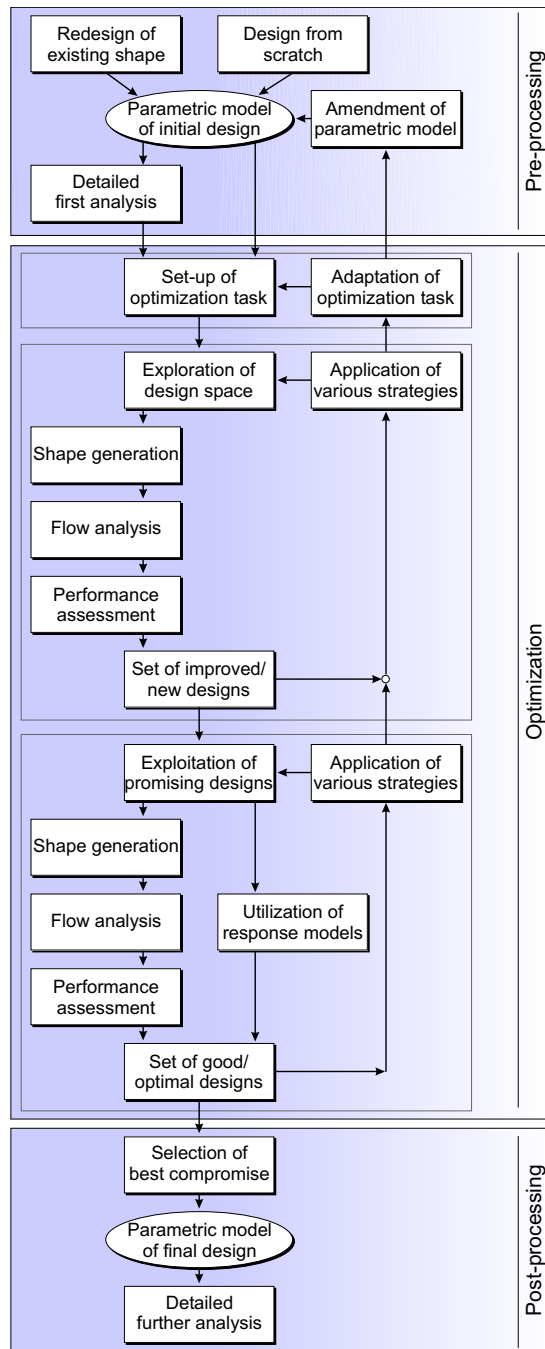 Redesign of
existing shape
Design from
scratch
Parametric model
of initial design
Amendment of
parametric model
Detailed
first analysis
Pre-processing
Set-up of
optimization task
Adaptation of
optimization task
Exploration of
design space
Application of
various strategies
Shape generation
Flow analysis
Performance
assessment
Set of improved/
new designs
Optimization
Exploitation of
promising designs
Application of
various strategies
Shape generation
Flow analysis
Utilization of
response models
Performance
assessment
Set of good/
optimal designs
Selection of
best compromise
Parametric model
of final design
Detailed
further analysis
Post-processing